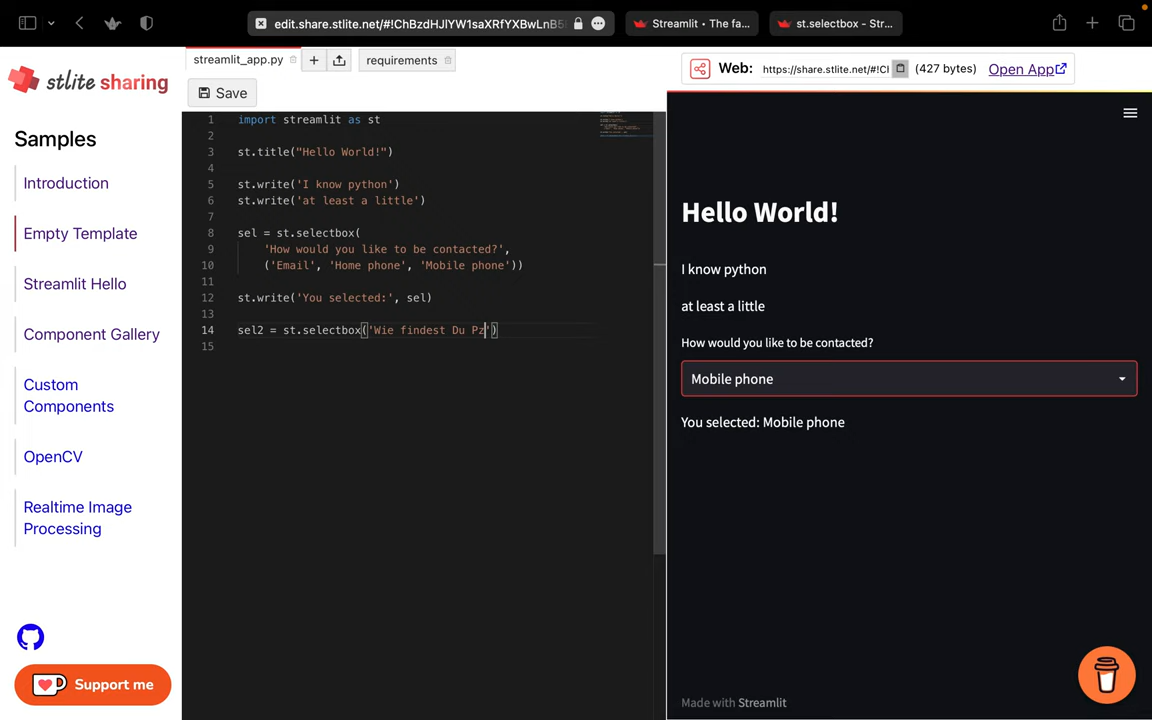 edit.share.stlite.net/#!ChBzdHJlYW1saXRfYXBwLnB5
Streamlit • The fa...
st.selectbox - Str...
stlite sharing
Samples
Introduction
Empty Template
Streamlit Hello
Component Gallery
Custom
Components
OpenCV
Realtime Image
Processing
Support me
streamlit_app.py
+
requirements
Save
1 import streamlit as st
2
3 st.title("Hello World!")
4
5 st.write('I know python')
6 st.write('at least a little')
7
8 sel = st.selectbox(
9 'How would you like to be contacted?',
10 ('Email', 'Home phone', 'Mobile phone'))
11
12 st.write('You selected:', sel)
13
14 sel2 = st.selectbox('Wie findest Du Pz')
15
Web: https://share.stlite.net/#!CI (427 bytes) Open App
Hello World!
I know python
at least a little
How would you like to be contacted?
Mobile phone
You selected: Mobile phone
Made with Streamlit